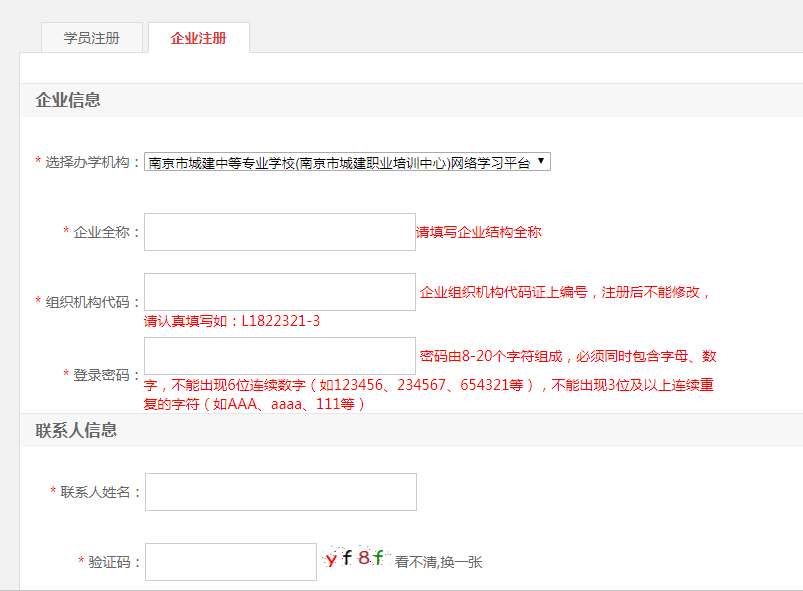 学员注册 企业注册
企业信息
* 选择办学机构： 南京市城建中等专业学校(南京市城建职业培训中心)网络学习平台
* 企业全称： 请填写企业结构全称
* 组织机构代码： 企业组织机构代码证上编号，注册后不能修改，
请认真填写如：L1822321-3
* 登录密码： 密码由8-20个字符组成，必须同时包含字母、数
字，不能出现6位连续数字（如123456、234567、654321等），不能出现3位及以上连续重
复的字符（如AAA、aaaa、111等）
联系人信息
* 联系人姓名：
* 验证码： yf8f 看不清,换一张